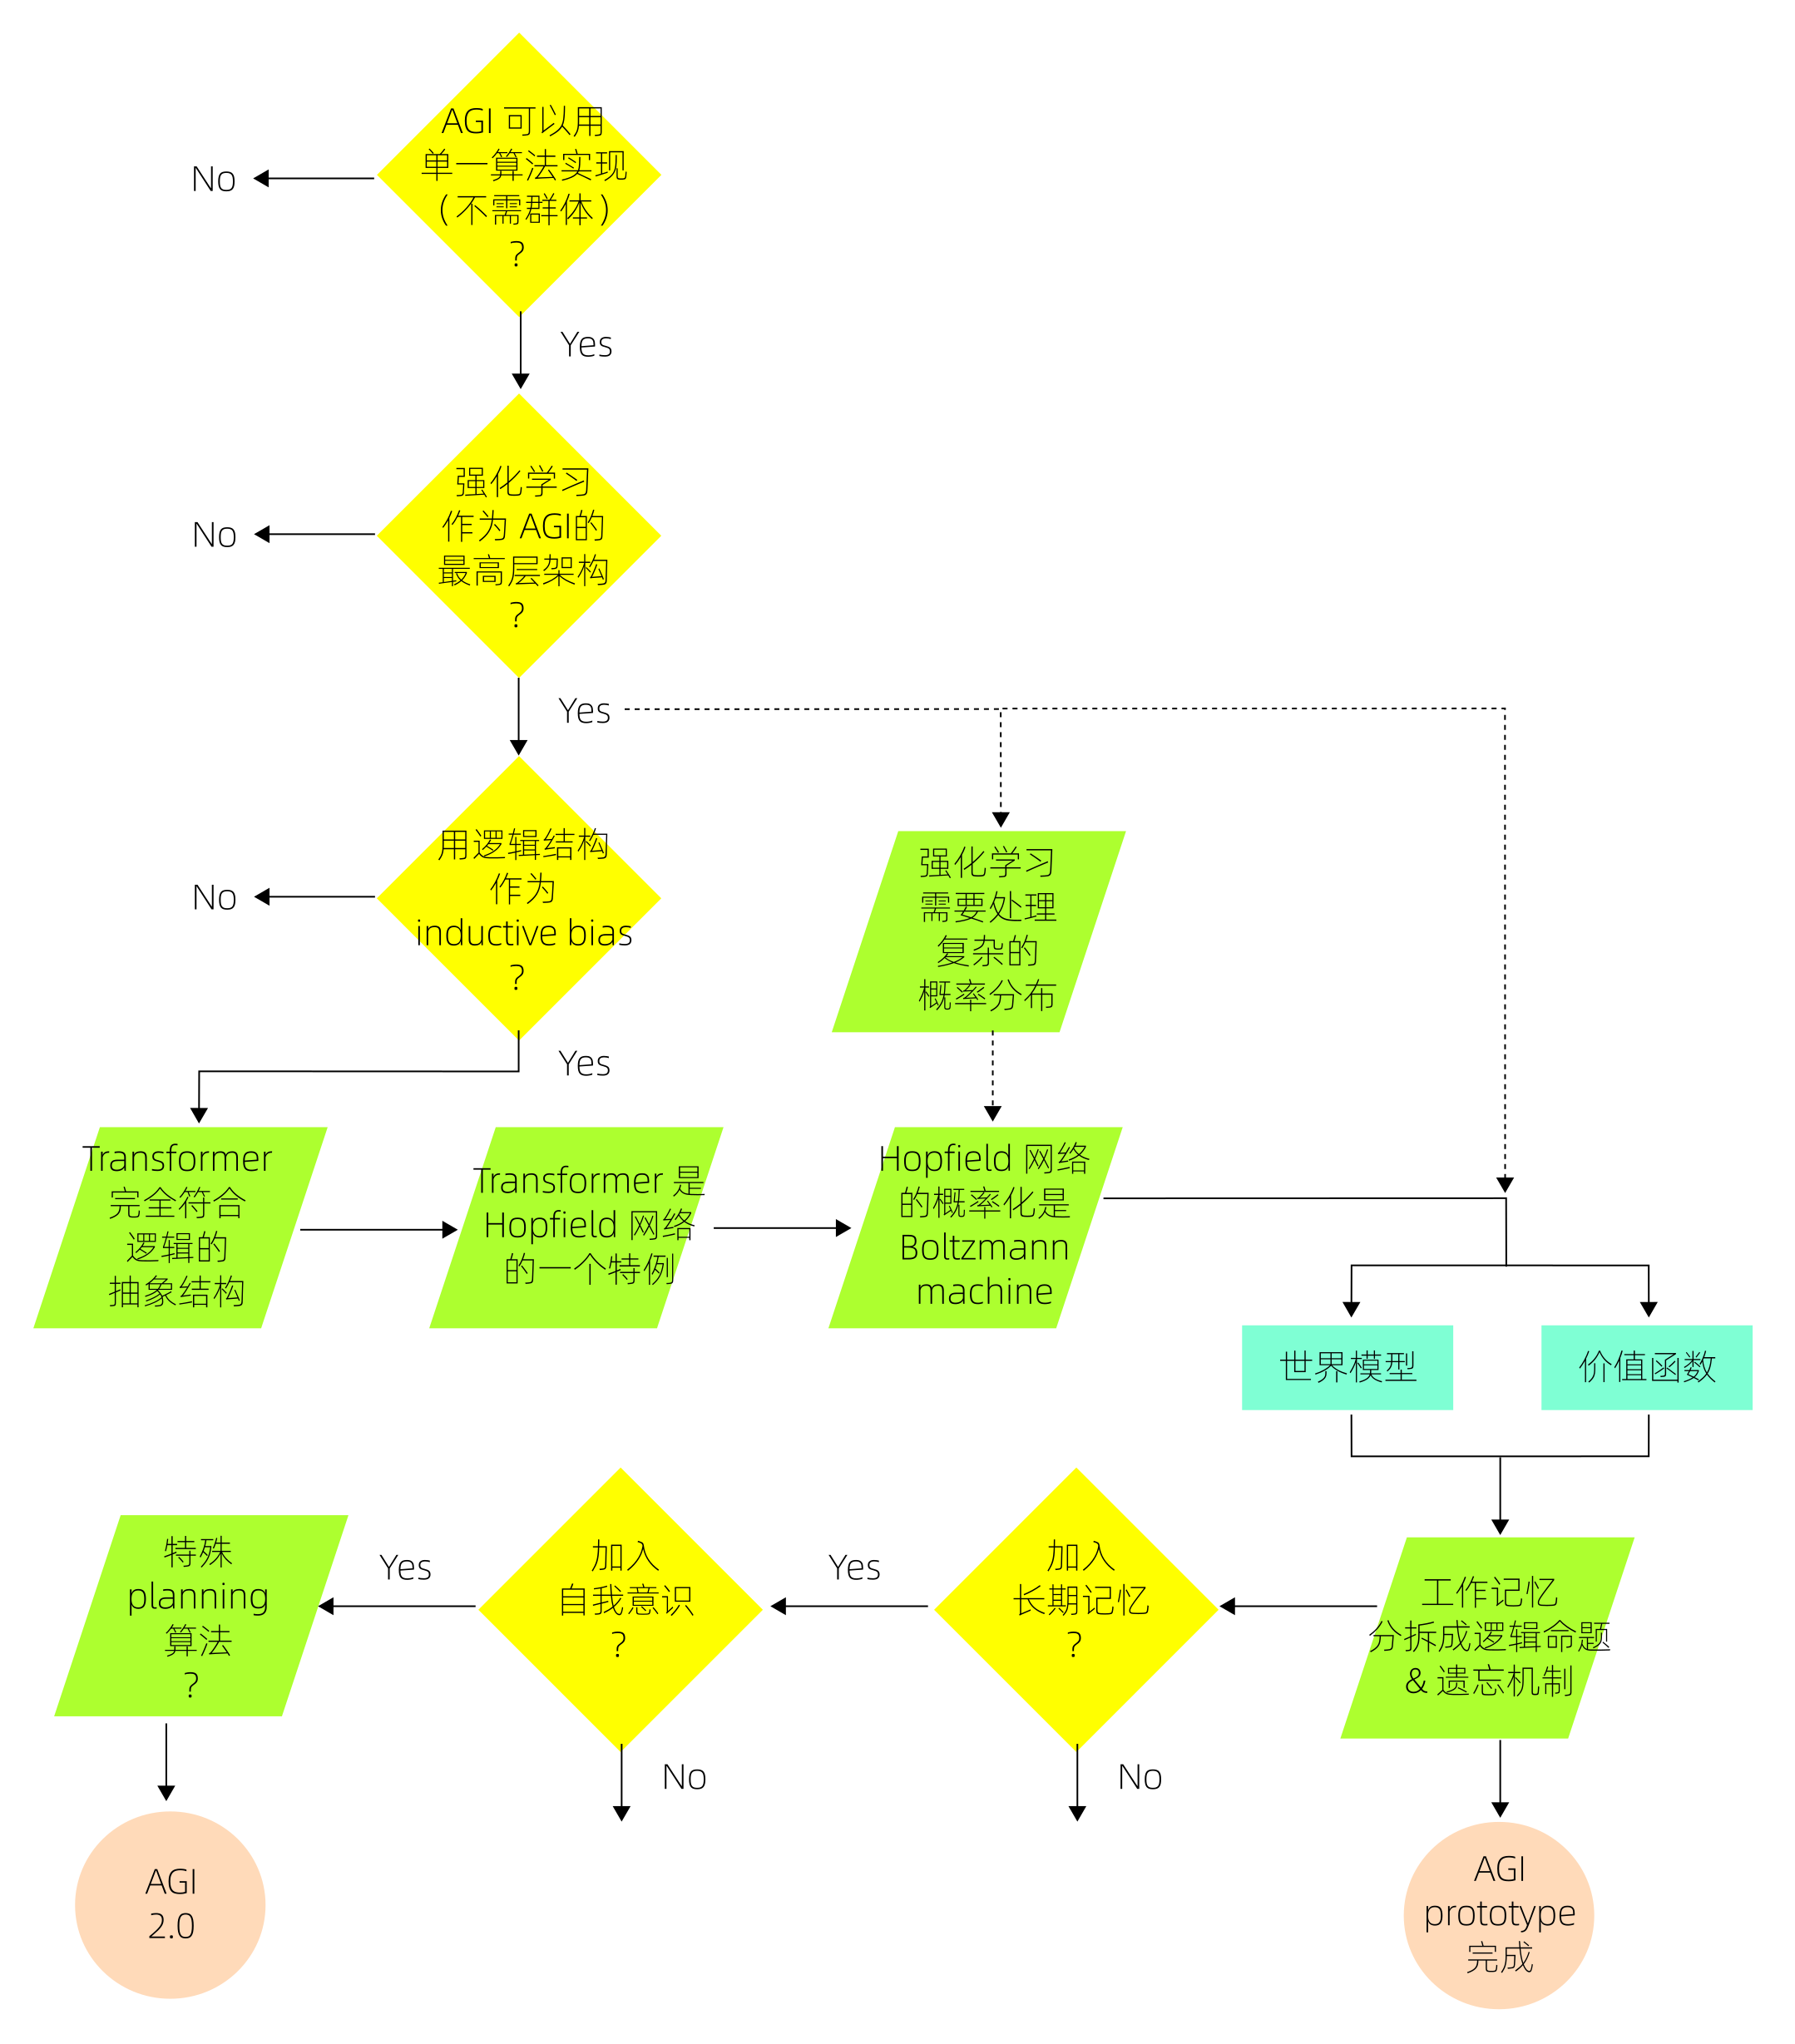 AGI 可以用
单一算法实现
（不需群体）
?
No
Yes
强化学习
作为 AGI的
最高层架构
?
No
Yes
用逻辑结构
作为
inductive bias
?
No
Yes
强化学习
需要处理
复杂的
概率分布
Transformer
完全符合
逻辑的
抽象结构
Transformer 是
Hopfield 网络
的一个特例
Hopfield 网络
的概率化是
Boltzmann
machine
世界模型
价值函数
工作记忆
分拆成逻辑命题
& 遗忘机制
加入
长期记忆
?
Yes
No
加入
自我意识
?
Yes
No
特殊
planning
算法
?
AGI
2.0
AGI
prototype
完成